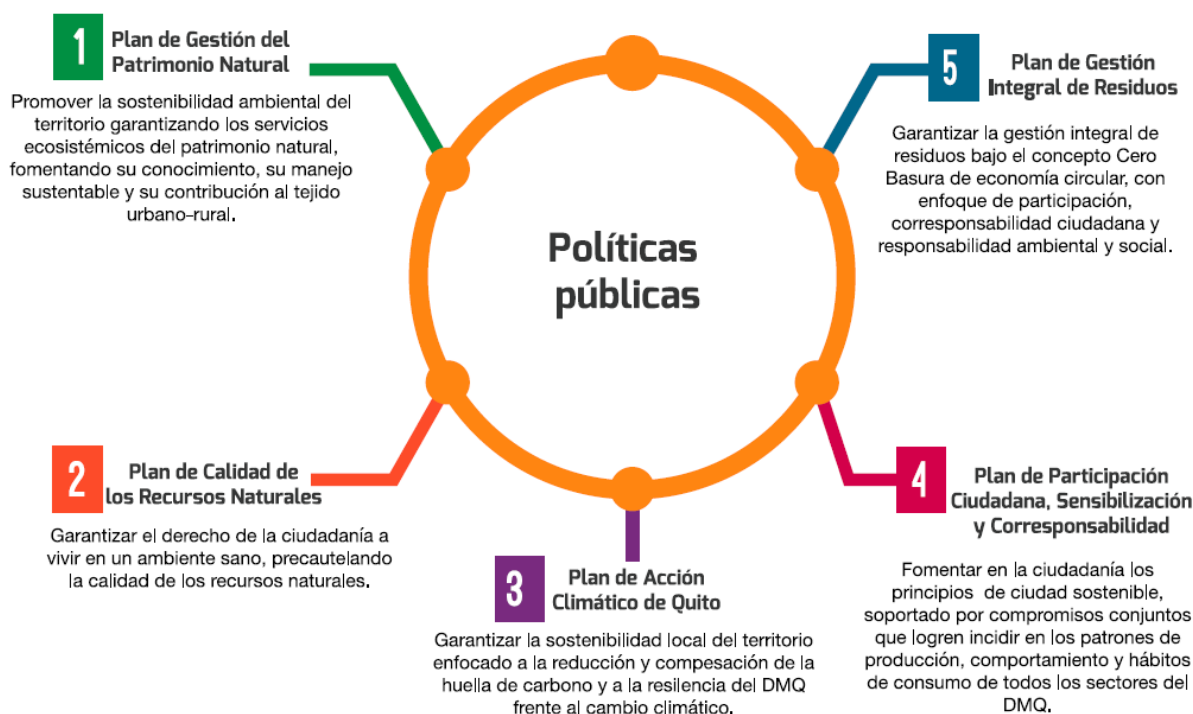 Políticas
públicas
1
Plan de Gestión del
Patrimonio Natural
Promover la sostenibilidad ambiental del
territorio garantizando los servicios
ecosistémicos del patrimonio natural,
fomentando su conocimiento, su manejo
sustentable y su contribución al tejido
urbano-rural.
2
Plan de Calidad de
los Recursos Naturales
Garantizar el derecho de la ciudadanía a
vivir en un ambiente sano, precautelando
la calidad de los recursos naturales.
3
Plan de Acción
Climático de Quito
Garantizar la sostenibilidad local del territorio
enfocado a la reducción y compesación de la
huella de carbono y a la resilencia del DMQ
frente al cambio climático.
4
Plan de Participación
Ciudadana, Sensibilización
y Corresponsabilidad
Fomentar en la ciudadanía los
principios de ciudad sostenible,
soportado por compromisos conjuntos
que logren incidir en los patrones de
producción, comportamiento y hábitos
de consumo de todos los sectores del
DMQ.
5
Plan de Gestión
Integral de Residuos
Garantizar la gestión integral de
residuos bajo el concepto Cero
Basura de economía circular, con
enfoque de participación,
corresponsabilidad ciudadana y
responsabilidad ambiental y social.